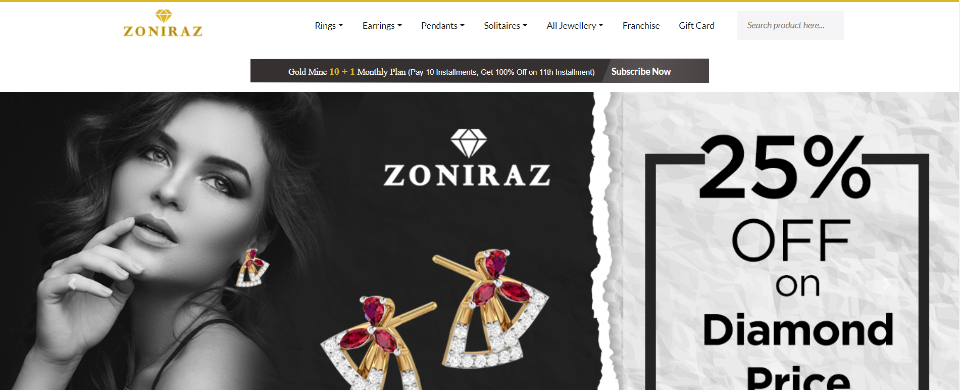 ZONIRAZ
Rings Earrings Pendants Solitaires All Jewellery Franchise Gift Card Search product here...
Gold Mine 10 + 1 Monthly Plan (Pay 10 Installments, Get 100% Off on 11th Installment) Subscribe Now
ZONIRAZ
25%
OFF
on
Diamond
Price